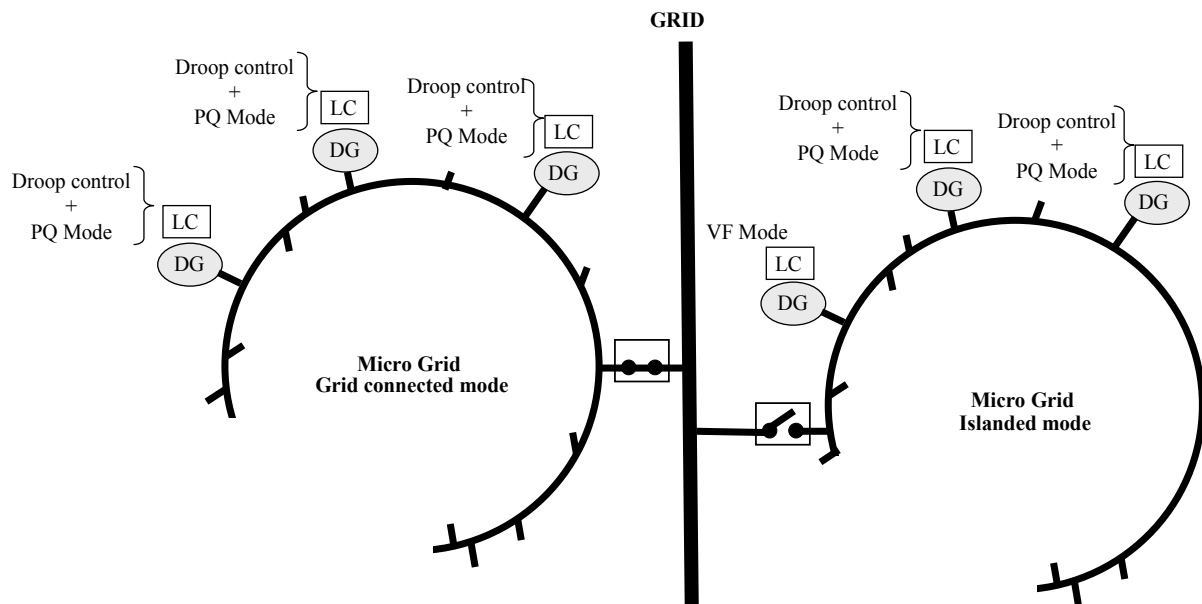 GRID
Droop control
+
PQ Mode
LC
DG
Droop control
+
PQ Mode
LC
DG
Droop control
+
PQ Mode
LC
DG
Micro Grid
Grid connected mode
Droop control
+
PQ Mode
LC
DG
Droop control
+
PQ Mode
LC
DG
VF Mode
LC
DG
Micro Grid
Islanded mode